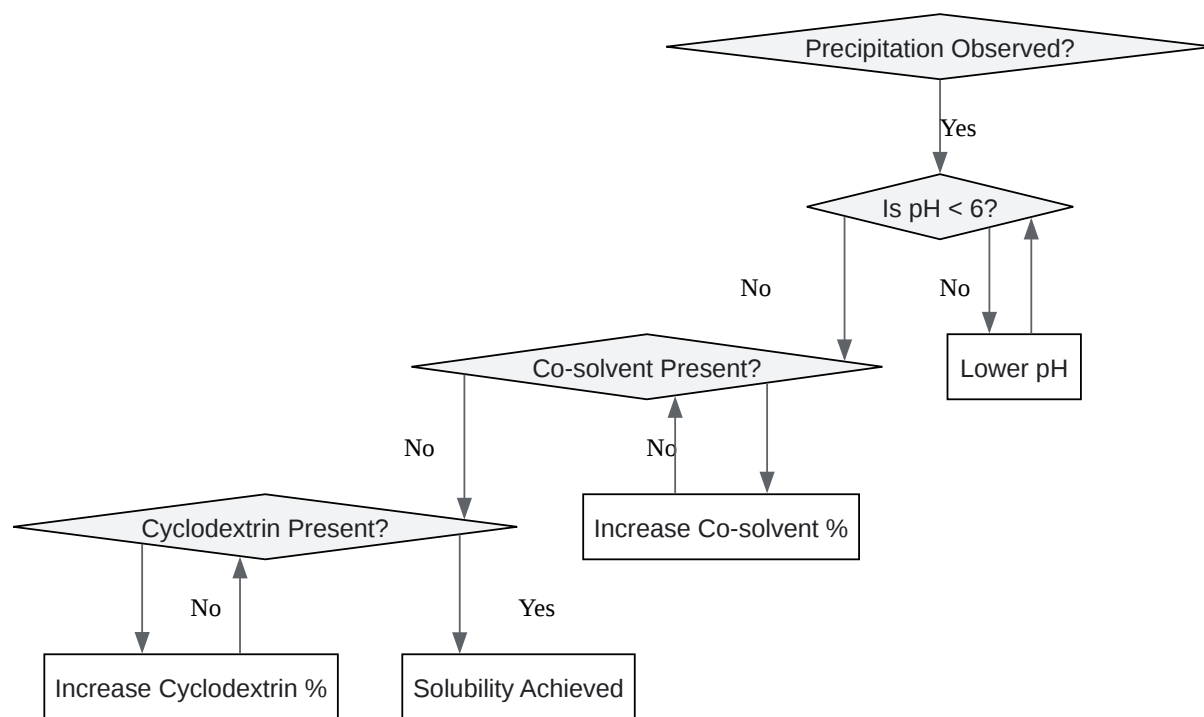 Precipitation Observed?
Yes
Is pH < 6?
No
No
Co-solvent Present?
Lower pH
No
No
Cyclodextrin Present?
Increase Co-solvent %
No
Yes
Increase Cyclodextrin %
Solubility Achieved